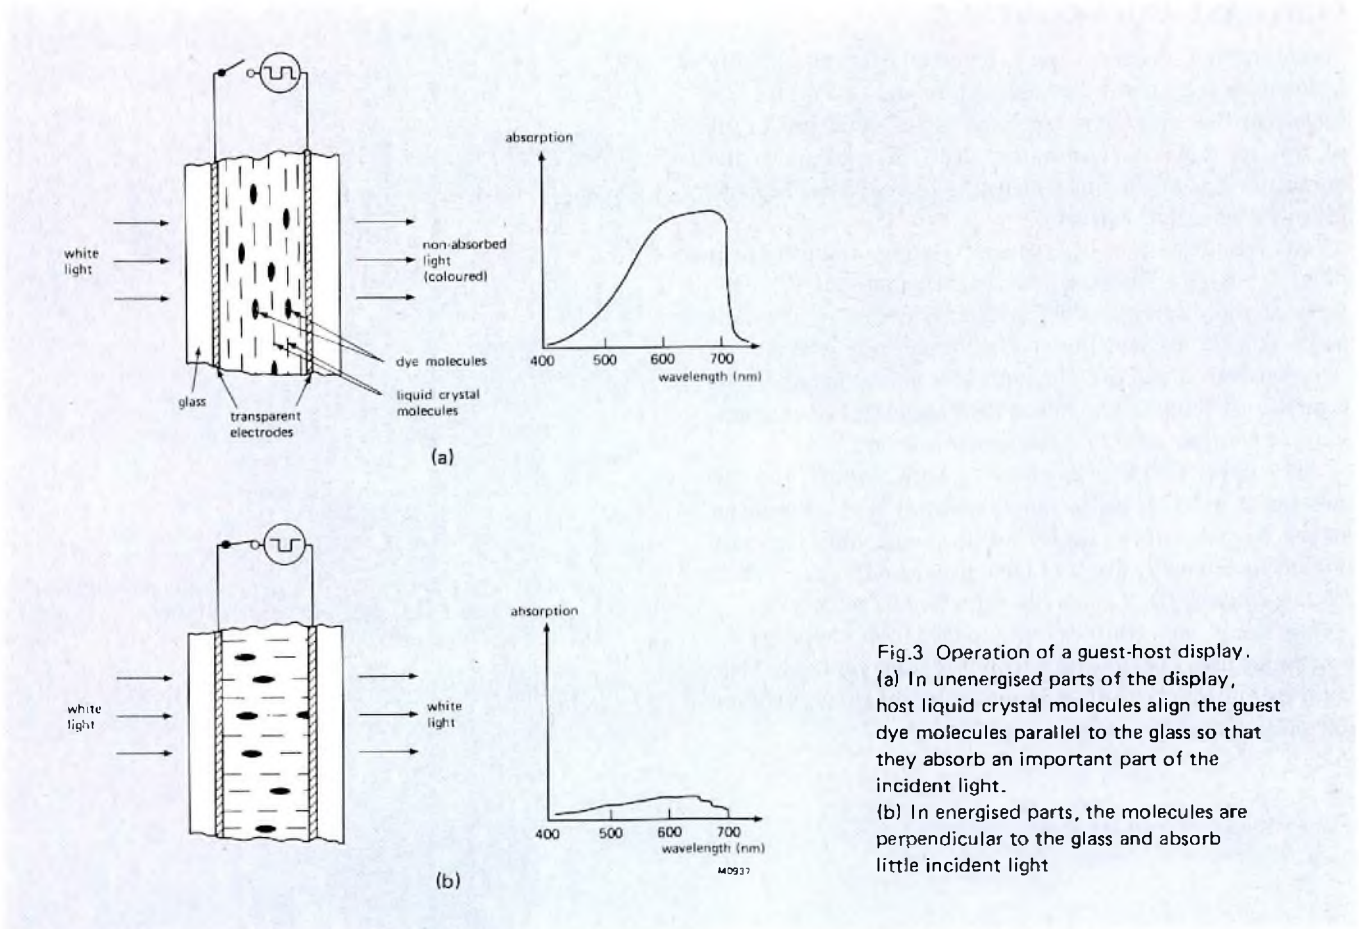 absorption
white
light
non-absorbed
light
(coloured)
dye molecules
liquid crystal
molecules
glass
transparent
electrodes
400 500 600 700
wavelength (nm)
(a)
absorption
white
light
white
light
400 500 600 700
wavelength (nm)
MD937
(b)
Fig.3 Operation of a guest-host display.
(a) In unenergised parts of the display,
host liquid crystal molecules align the guest
dye molecules parallel to the glass so that
they absorb an important part of the
incident light.
(b) In energised parts, the molecules are
perpendicular to the glass and absorb
little incident light